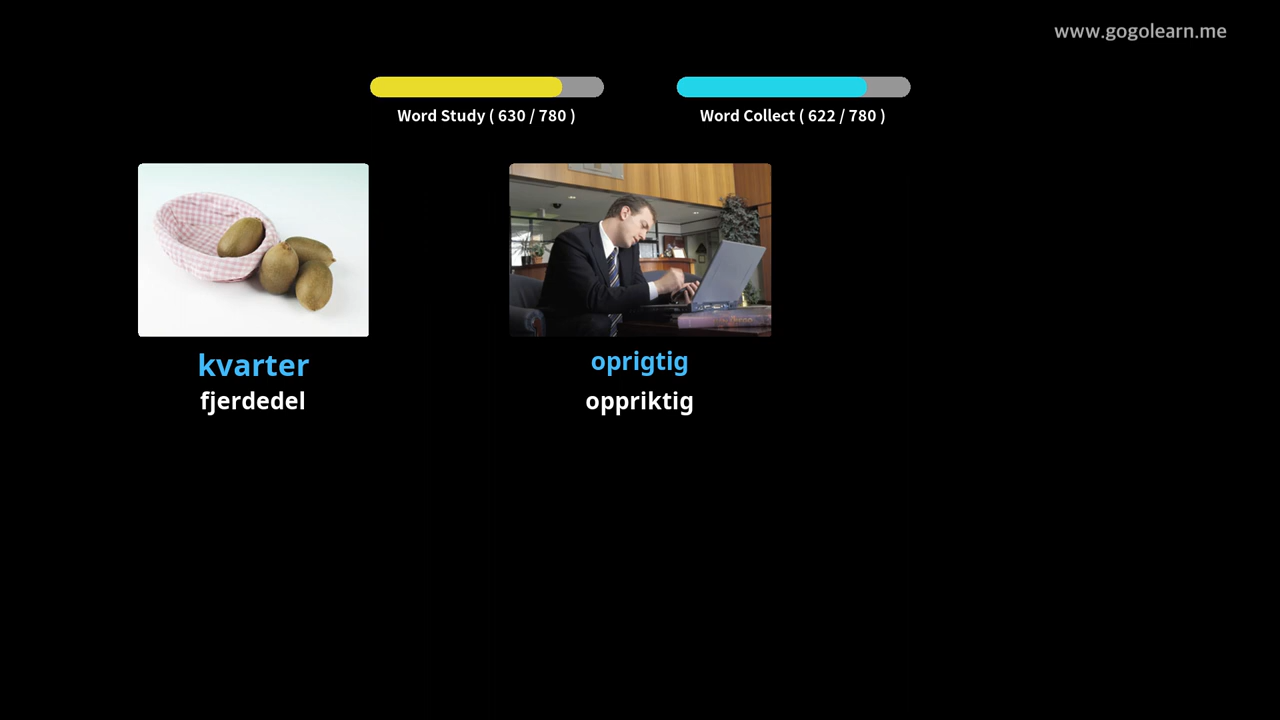 www.gogolearn.me
Word Study ( 630 / 780 )
Word Collect ( 622 / 780 )
kvarter
fjerdedel
oprigtig
oppriktig